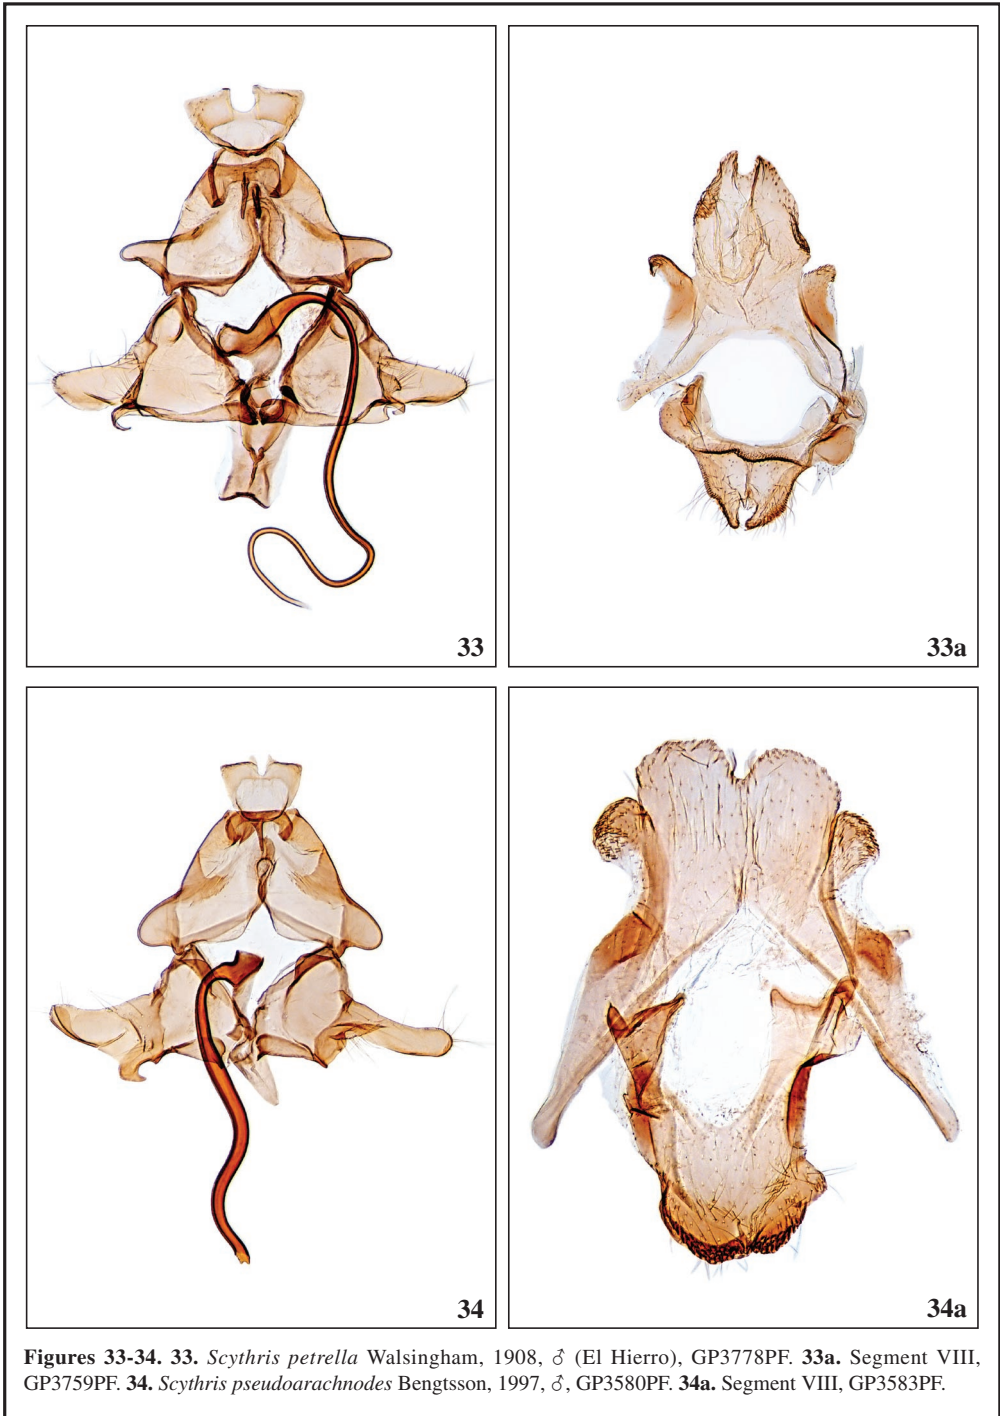 33
33a
34
34a
Figures 33-34. 33. Scythris petrella Walsingham, 1908, ♂ (El Hierro), GP3778PF. 33a. Segment VIII,
GP3759PF. 34. Scythris pseudoarachnodes Bengtsson, 1997, ♂, GP3580PF. 34a. Segment VIII, GP3583PF.